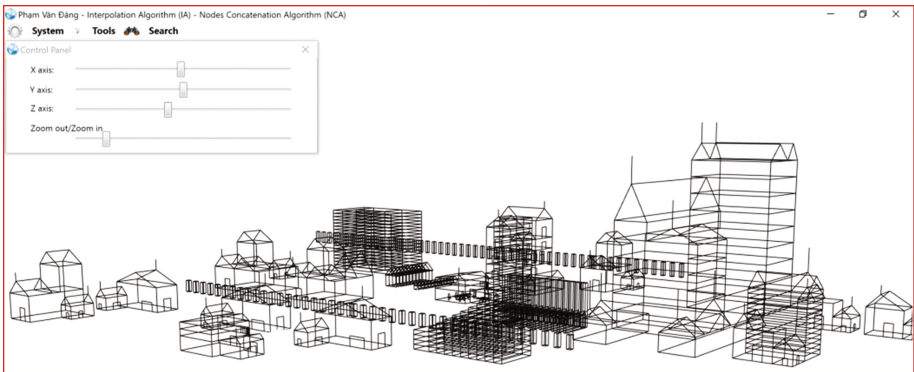 Phạm Văn Đảng - Interpolation Algorithm (IA) - Nodes Concatenation Algorithm (NCA)
System Tools Search
Control Panel
X axis:
Y axis:
Z axis:
Zoom out/Zoom in